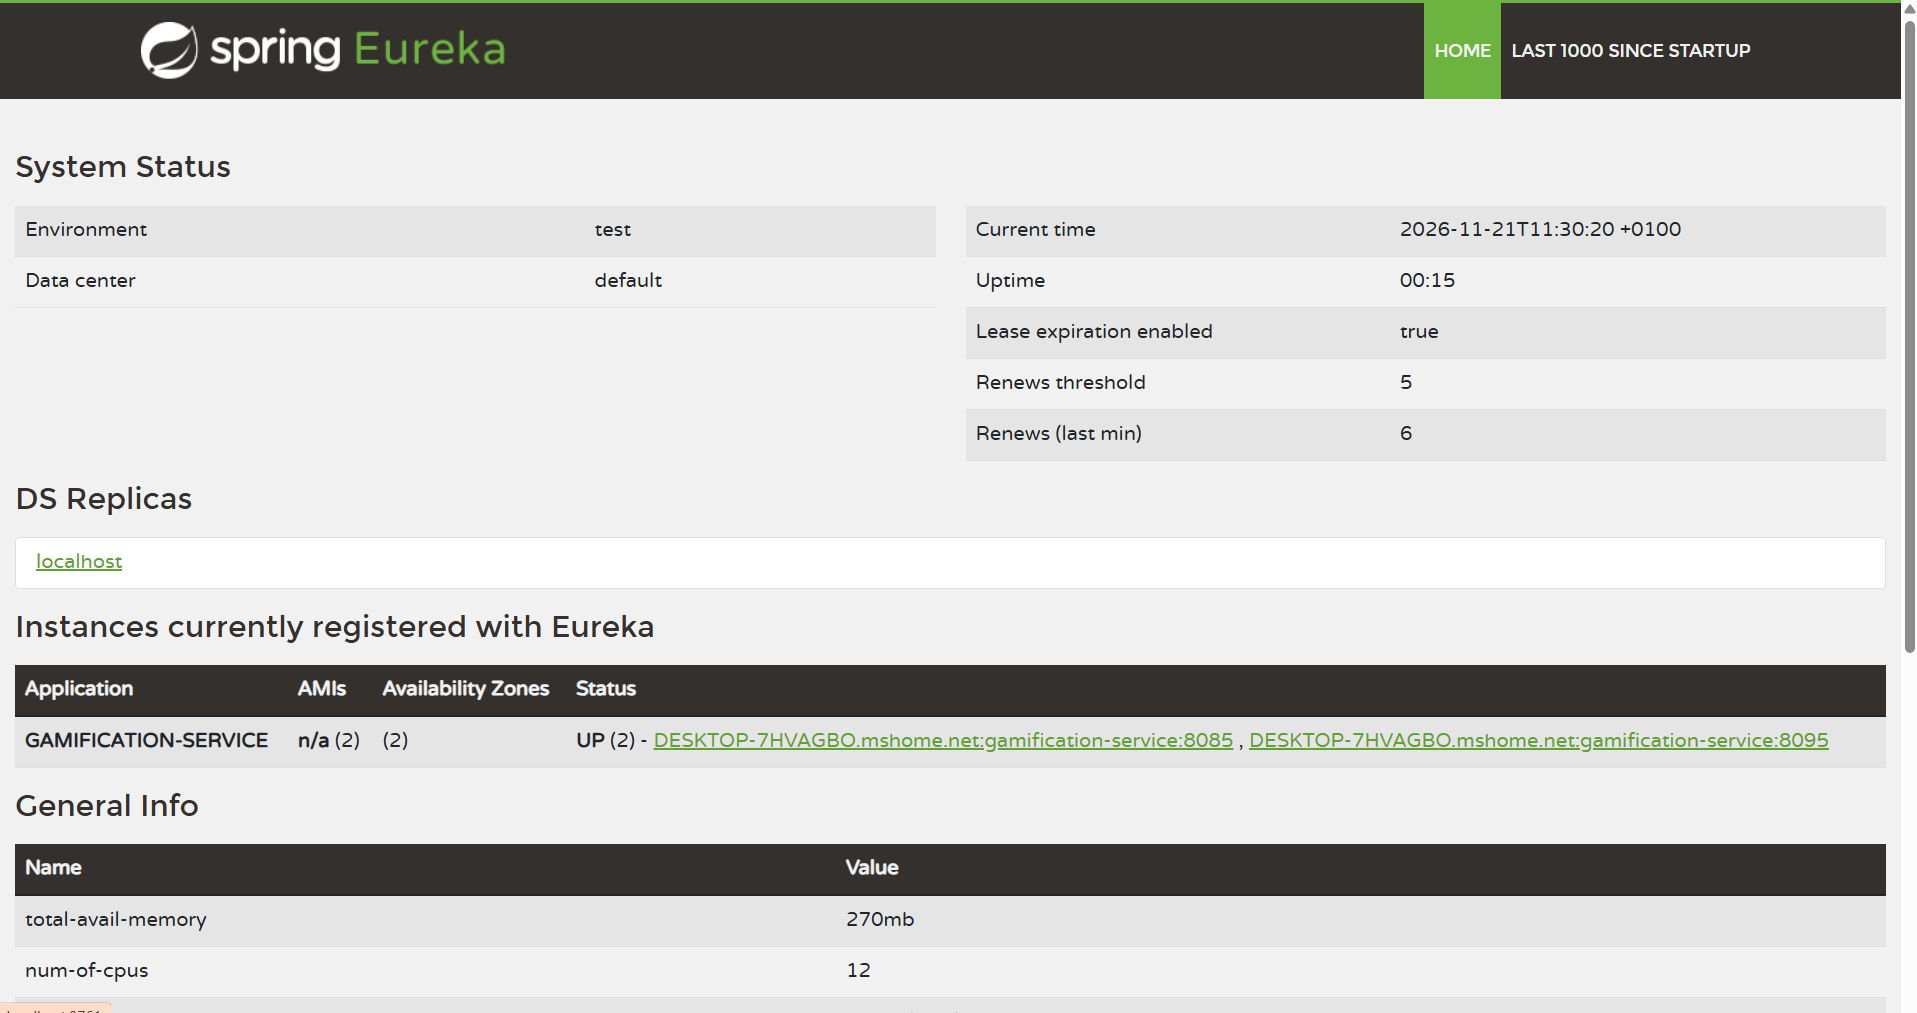 spring Eureka
HOME LAST 1000 SINCE STARTUP
System Status
Environment test
Data center default
Current time 2026-11-21T11:30:20 +0100
Uptime 00:15
Lease expiration enabled true
Renews threshold 5
Renews (last min) 6
DS Replicas
localhost
Instances currently registered with Eureka
Application AMIs Availability Zones Status
GAMIFICATION-SERVICE n/a (2) (2) UP (2) - DESKTOP-7HVAGBO.mshome.net:gamification-service:8085 , DESKTOP-7HVAGBO.mshome.net:gamification-service:8095
General Info
Name Value
total-avail-memory 270mb
num-of-cpus 12